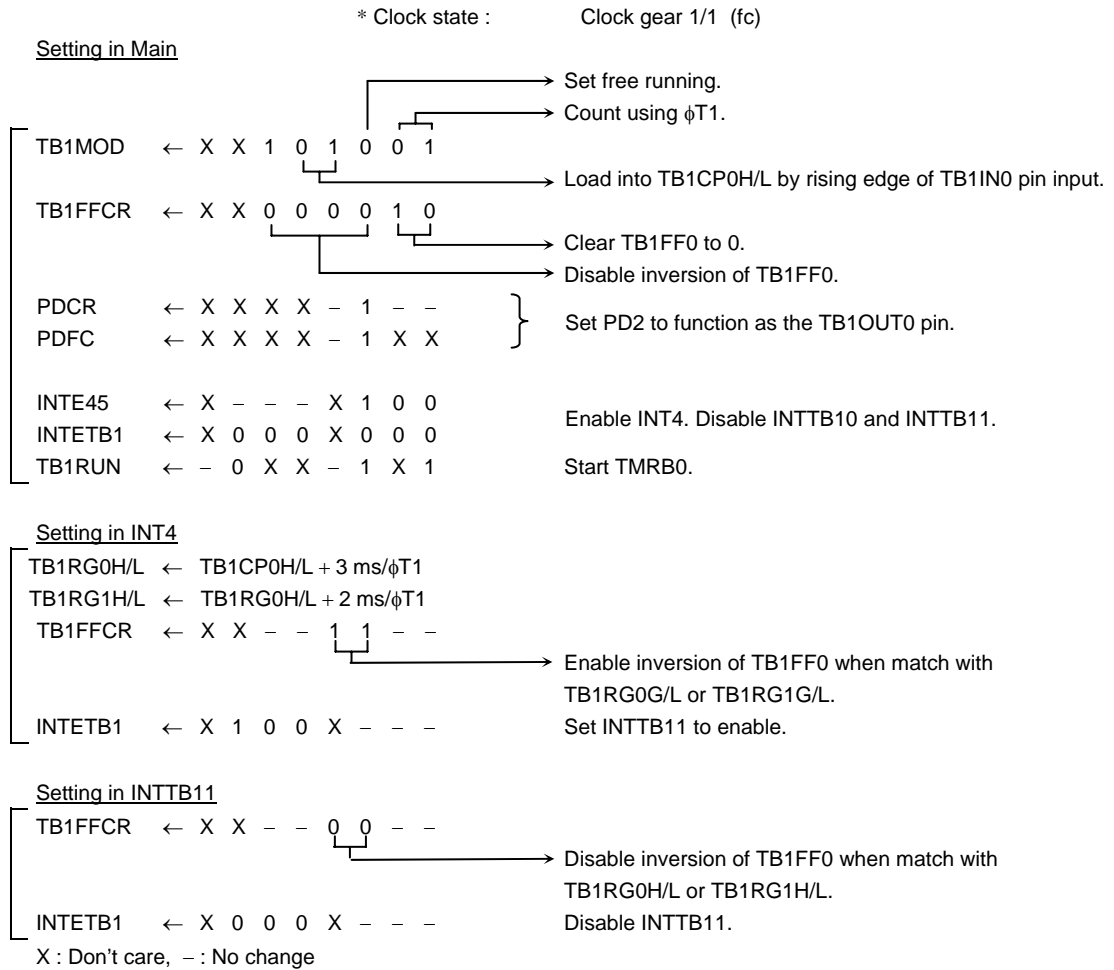 * Clock state : Clock gear 1/1 (fc)
Setting in Main
Set free running.
Count using ϕT1.
TB1MOD ← X X 1 0 1 0 0 1
Load into TB1CP0H/L by rising edge of TB1IN0 pin input.
TB1FFCR ← X X 0 0 0 0 1 0
Clear TB1FF0 to 0.
Disable inversion of TB1FF0.
PDCR ← X X X X − 1 − −
PDFC ← X X X X − 1 X X
Set PD2 to function as the TB1OUT0 pin.
INTE45 ← X − − − X 1 0 0
INTETB1 ← X 0 0 0 X 0 0 0
Enable INT4. Disable INTTB10 and INTTB11.
TB1RUN ← − 0 X X − 1 X 1 Start TMRB0.
Setting in INT4
TB1RG0H/L ← TB1CP0H/L + 3 ms/ϕT1
TB1RG1H/L ← TB1RG0H/L + 2 ms/ϕT1
TB1FFCR ← X X − − 1 1 − −
Enable inversion of TB1FF0 when match with
TB1RG0G/L or TB1RG1G/L.
INTETB1 ← X 1 0 0 X − − − Set INTTB11 to enable.
Setting in INTTB11
TB1FFCR ← X X − − 0 0 − −
Disable inversion of TB1FF0 when match with
TB1RG0H/L or TB1RG1H/L.
INTETB1 ← X 0 0 0 X − − − Disable INTTB11.
X : Don't care, − : No change